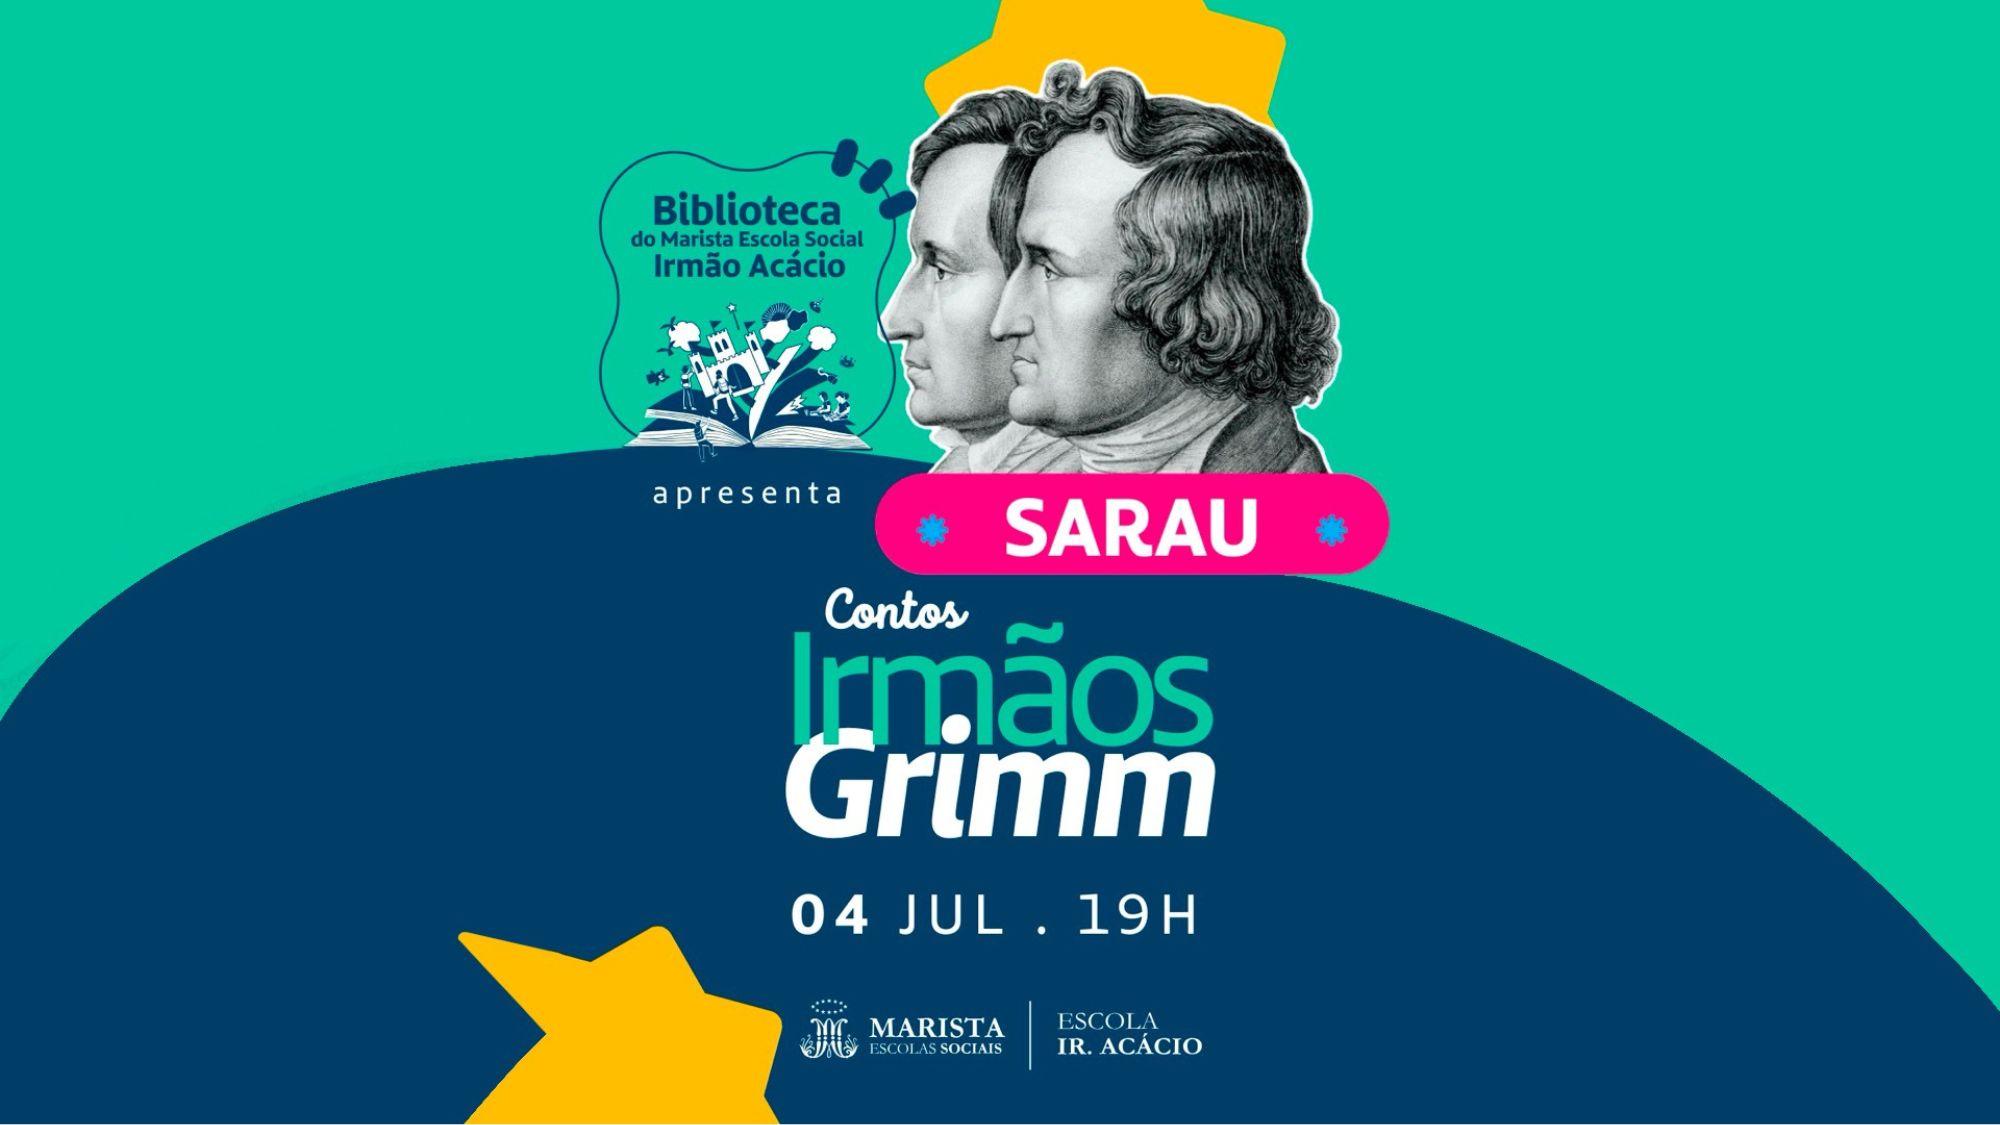 Biblioteca
do Marista Escola Social
Irmão Acácio
apresenta
SARAU
Contos
Irmãos
Grimm
04 JUL . 19H
MARISTA
ESCOLAS SOCIAIS
ESCOLA
IR. ACÁCIO